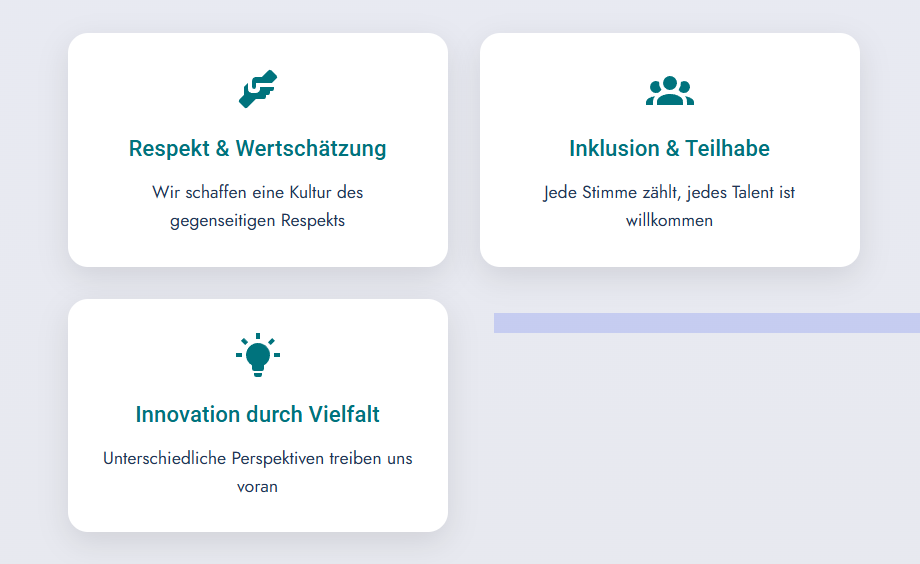 Respekt & Wertschätzung
Wir schaffen eine Kultur des
gegenseitigen Respekts
Inklusion & Teilhabe
Jede Stimme zählt, jedes Talent ist
willkommen
Innovation durch Vielfalt
Unterschiedliche Perspektiven treiben uns
voran